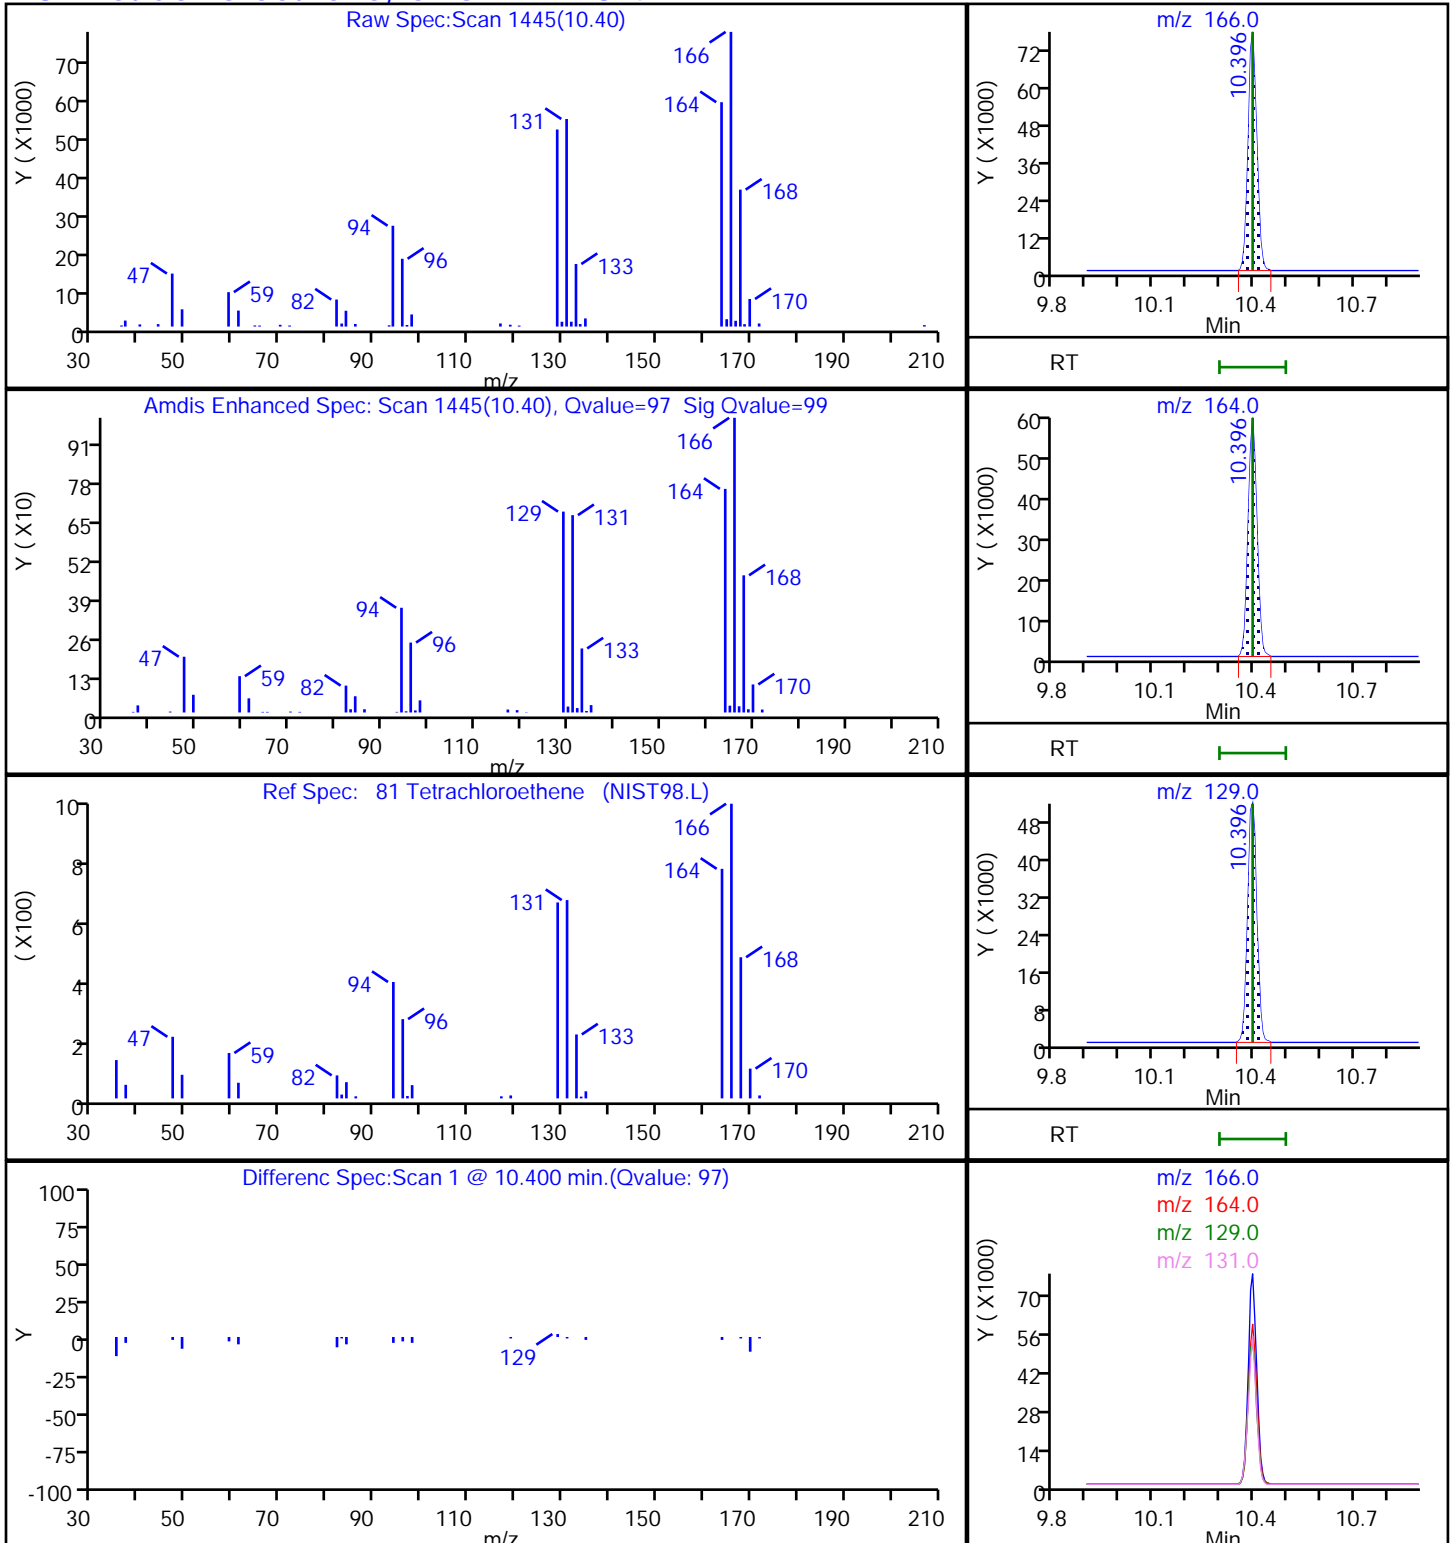 Raw Spec:Scan 1445(10.40)
Y ( X1000)
70
60
50
40
30
20
10
0
166
164
131
168
94
96
133
47
59
82
170
30 50 70 90 110 130 150 170 190 210
m/z
m/z 166.0
Y ( X1000)
72
60
48
36
24
12
0
10.396
9.8 10.1 10.4 10.7
Min
RT
Amdis Enhanced Spec: Scan 1445(10.40), Qvalue=97 Sig Qvalue=99
Y ( X10)
91
78
65
52
39
26
13
0
166
164
129
131
168
94
96
133
47
59
82
170
30 50 70 90 110 130 150 170 190 210
m/z
m/z 164.0
Y ( X1000)
60
50
40
30
20
10
0
10.396
9.8 10.1 10.4 10.7
Min
RT
Ref Spec: 81 Tetrachloroethene (NIST98.L)
( X100)
10
8
6
4
2
0
166
164
131
168
94
96
133
47
59
82
170
30 50 70 90 110 130 150 170 190 210
m/z 129.0
Y ( X1000)
48
40
32
24
16
8
0
10.396
9.8 10.1 10.4 10.7
Min
RT
Differenc Spec:Scan 1 @ 10.400 min.(Qvalue: 97)
Y
100
75
50
25
0
-25
-50
-75
-100
129
30 50 70 90 110 130 150 170 190 210
m/z
m/z 166.0
m/z 164.0
m/z 129.0
m/z 131.0
Y ( X1000)
70
56
42
28
14
0
9.8 10.1 10.4 10.7
Min